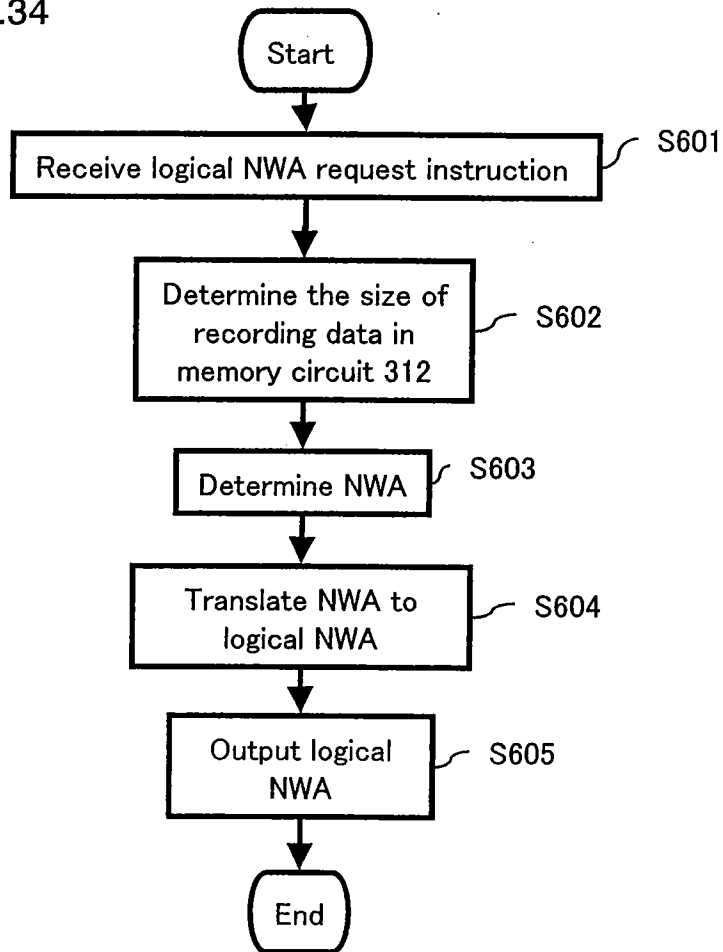 .34
Start
Receive logical NWA request instruction
S601
Determine the size of
recording data in
memory circuit 312
S602
Determine NWA
S603
Translate NWA to
logical NWA
S604
Output logical
NWA
S605
End